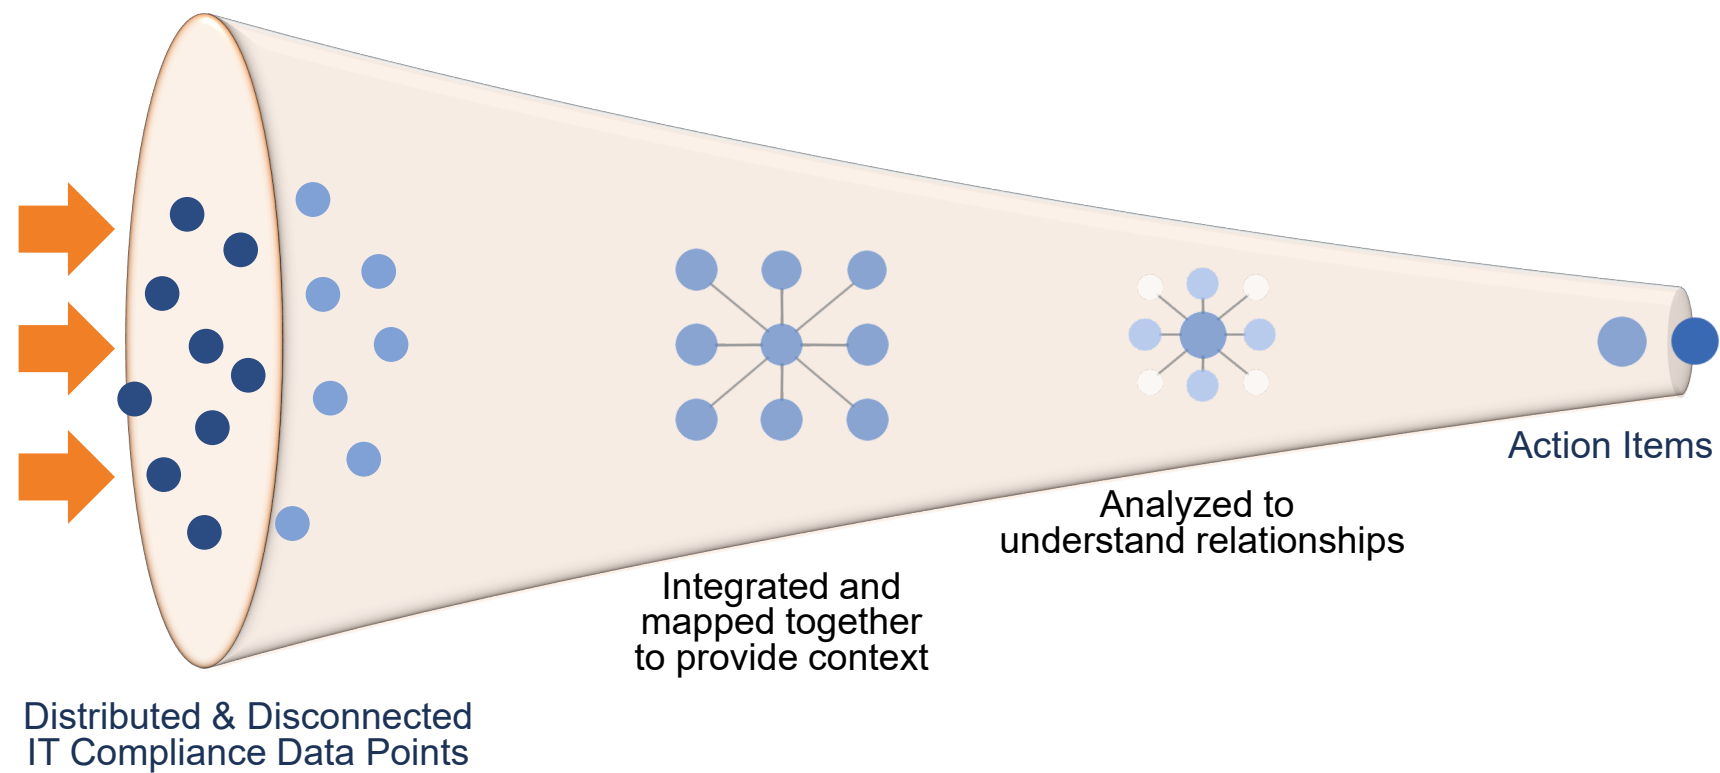 Distributed & Disconnected
IT Compliance Data Points
Integrated and
mapped together
to provide context
Analyzed to
understand relationships
Action Items